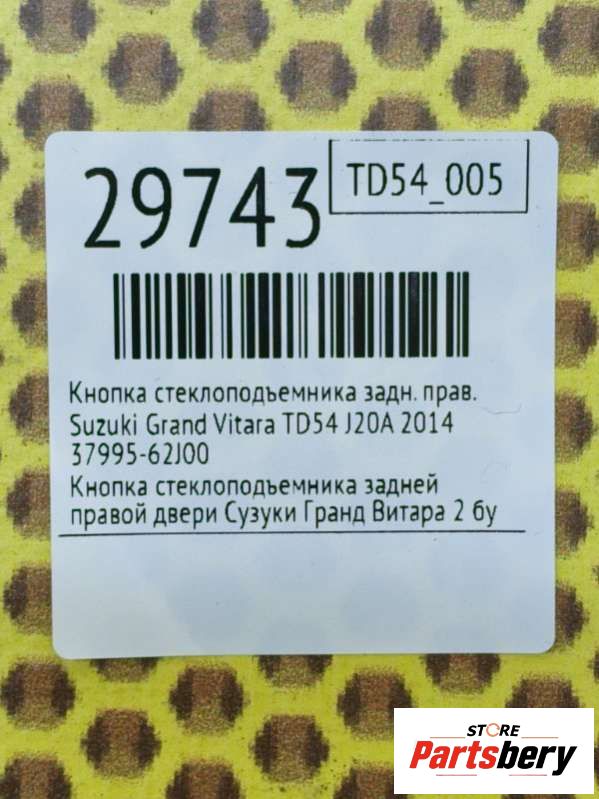 29743
TD54_005
Кнопка стеклоподъемника задн. прав.
Suzuki Grand Vitara TD54 J20A 2014
37995-62J00
Кнопка стеклоподъемника задней
правой двери Сузуки Гранд Витара 2 бу
STORE
Partsbery